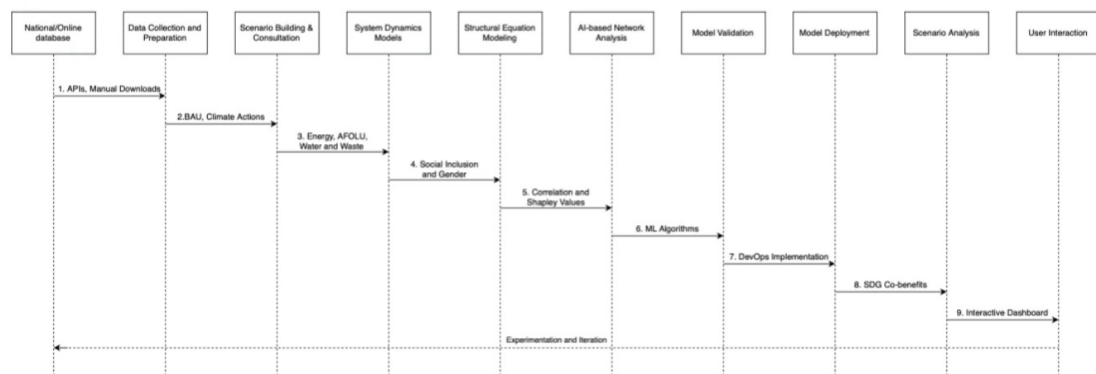 National/Online
database
Data Collection and
Preparation
Scenario Building &
Consultation
System Dynamics
Models
Structural Equation
Modeling
AI-based Network
Analysis
Model Validation
Model Deployment
Scenario Analysis
User Interaction
1. APIs, Manual Downloads
2.BAU, Climate Actions
3. Energy, AFOLU,
Water and Waste
4. Social Inclusion
and Gender
5. Correlation and
Shapley Values
6. ML Algorithms
7. DevOps Implementation
8. SDG Co-benefits
9. Interactive Dashboard
Experimentation and Iteration